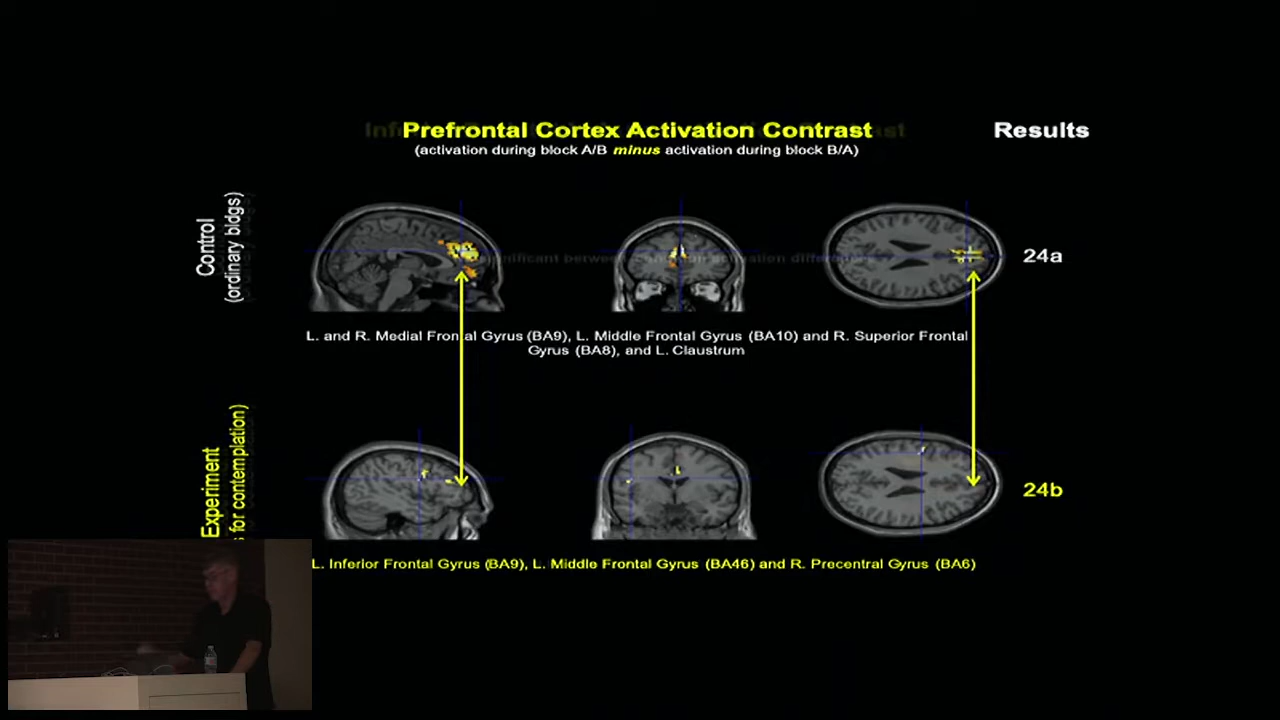 Prefrontal Cortex Activation Contrast
Results
(activation during block A/B minus activation during block B/A)
Control
(ordinary bldgs)
24a
L. and R. Medial Frontal Gyrus (BA9), L. Middle Frontal Gyrus (BA10) and R. Superior Frontal
Gyrus (BA8), and L. Claustrum
Experiment
for contemplation)
24b
L. Inferior Frontal Gyrus (BA9), L. Middle Frontal Gyrus (BA46) and R. Precentral Gyrus (BA6)